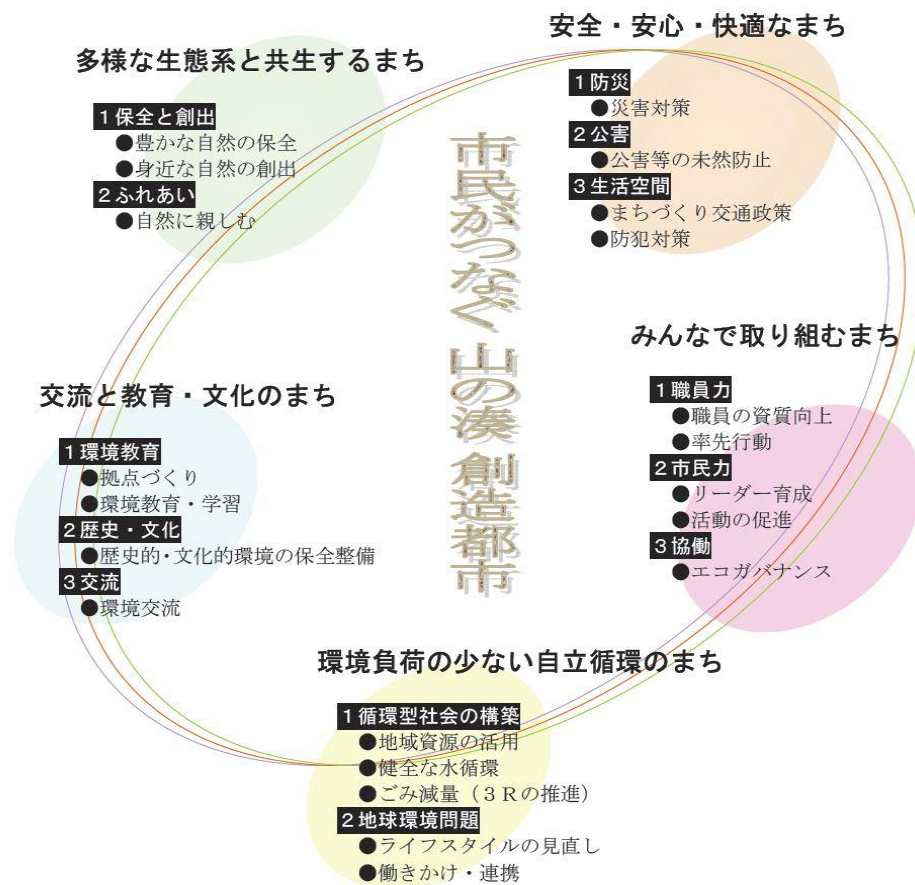 多様な生態系と共生するまち
1 保全と創出
●豊かな自然の保全
●身近な自然の創出
2 ふれあい
●自然に親しむ
安全・安心・快適なまち
1 防災
●災害対策
2 公害
●公害等の未然防止
3 生活空間
●まちづくり交通政策
●防犯対策
市民がつなぐ 山の湊 創造都市
みんなで取り組むまち
1 職員力
●職員の資質向上
●率先行動
2 市民力
●リーダー育成
●活動の促進
3 協働
●エコガバナンス
交流と教育・文化のまち
1 環境教育
●拠点づくり
●環境教育・学習
2 歴史・文化
●歴史的・文化的環境の保全整備
3 交流
●環境交流
環境負荷の少ない自立循環のまち
1 循環型社会の構築
●地域資源の活用
●健全な水循環
●ごみ減量（３Ｒの推進）
2 地球環境問題
●ライフスタイルの見直し
●働きかけ・連携